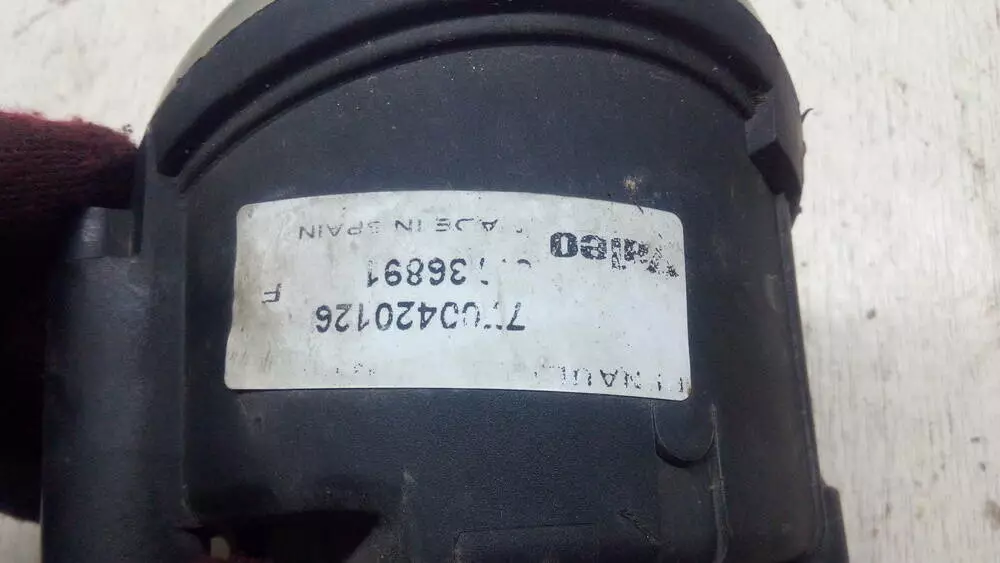 7700420126
F
36891
Valeo
MADE IN SPAIN